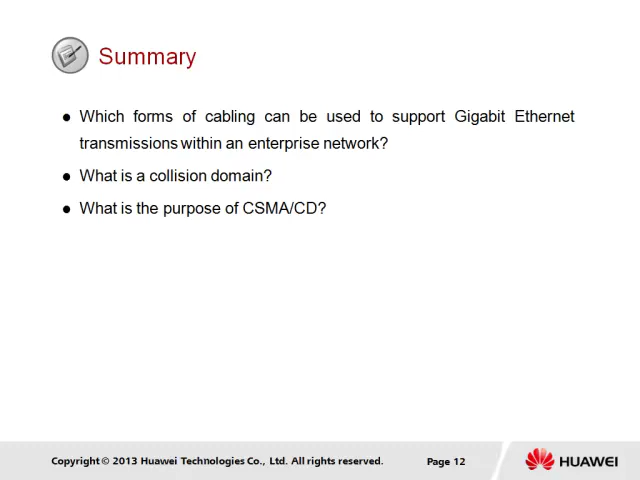 Summary
● Which forms of cabling can be used to support Gigabit Ethernet
transmissions within an enterprise network?
● What is a collision domain?
● What is the purpose of CSMA/CD?
Copyright © 2013 Huawei Technologies Co., Ltd. All rights reserved.
Page 12
HUAWEI